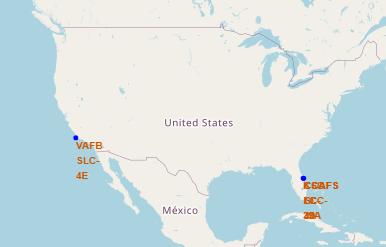 United States
VAFB
SLC-
4E
México